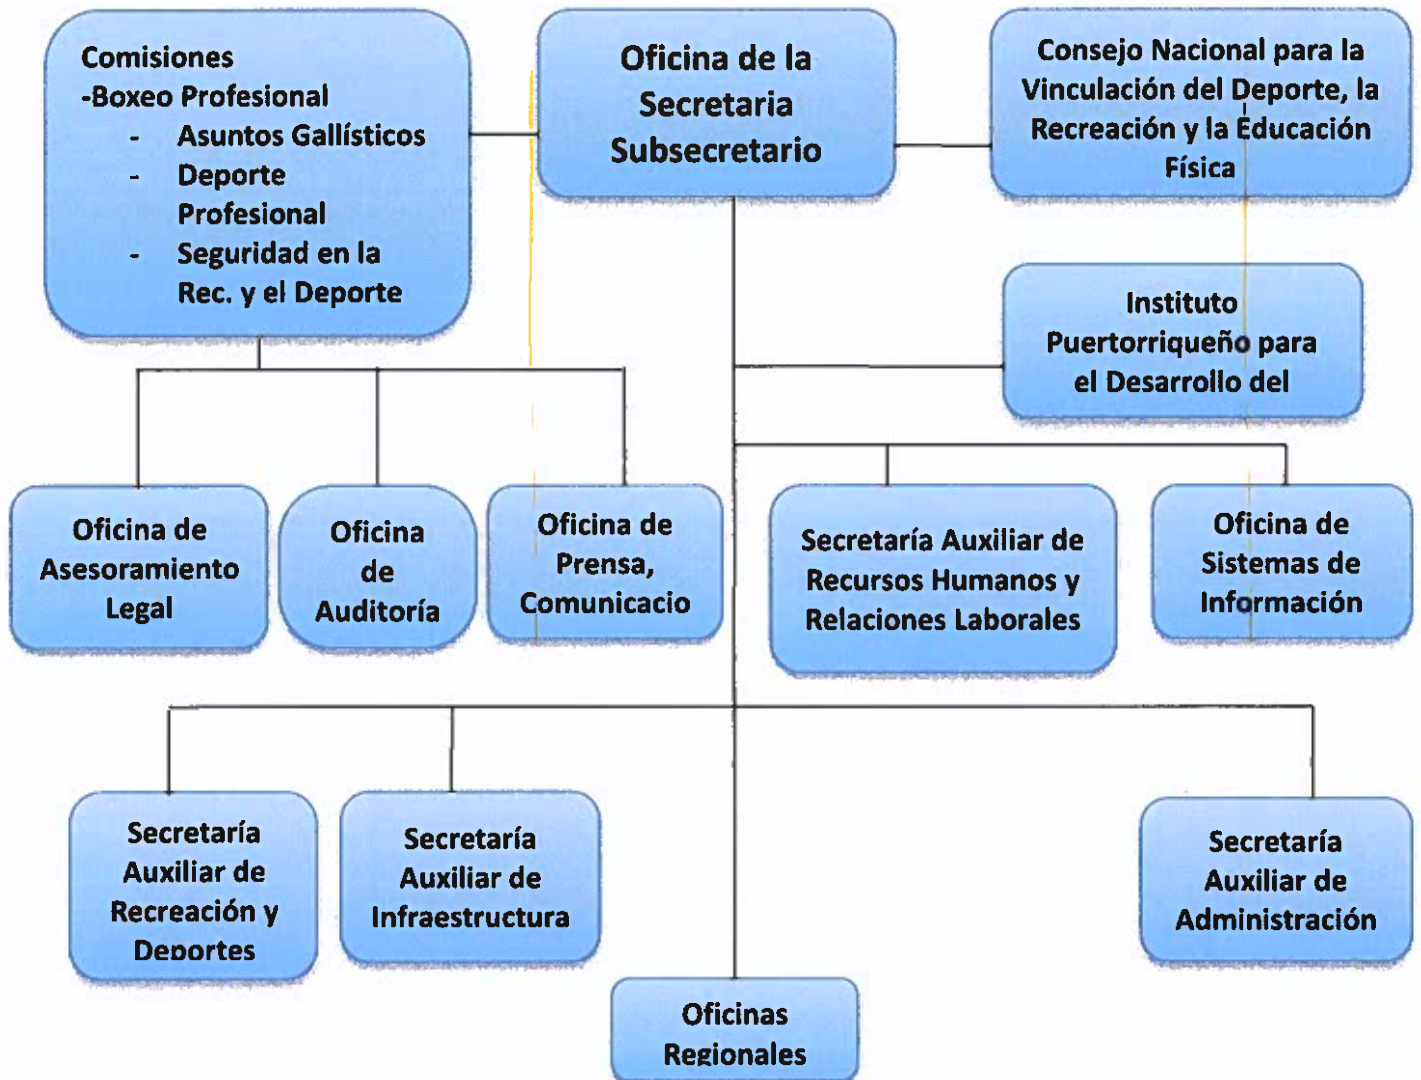 Comisiones
-Boxeo Profesional
- Asuntos Gallísticos
- Deporte
Profesional
- Seguridad en la
Rec. y el Deporte
Oficina de la
Secretaria
Subsecretario
Consejo Nacional para la
Vinculación del Deporte, la
Recreación y la Educación
Física
Instituto
Puertorriqueño para
el Desarrollo del
Oficina de
Asesoramiento
Legal
Oficina
de
Auditoría
Oficina de
Prensa,
Comunicacio
Secretaría Auxiliar de
Recursos Humanos y
Relaciones Laborales
Oficina de
Sistemas de
Información
Secretaría
Auxiliar de
Recreación y
Deportes
Secretaría
Auxiliar de
Infraestructura
Secretaría
Auxiliar de
Administración
Oficinas
Regionales